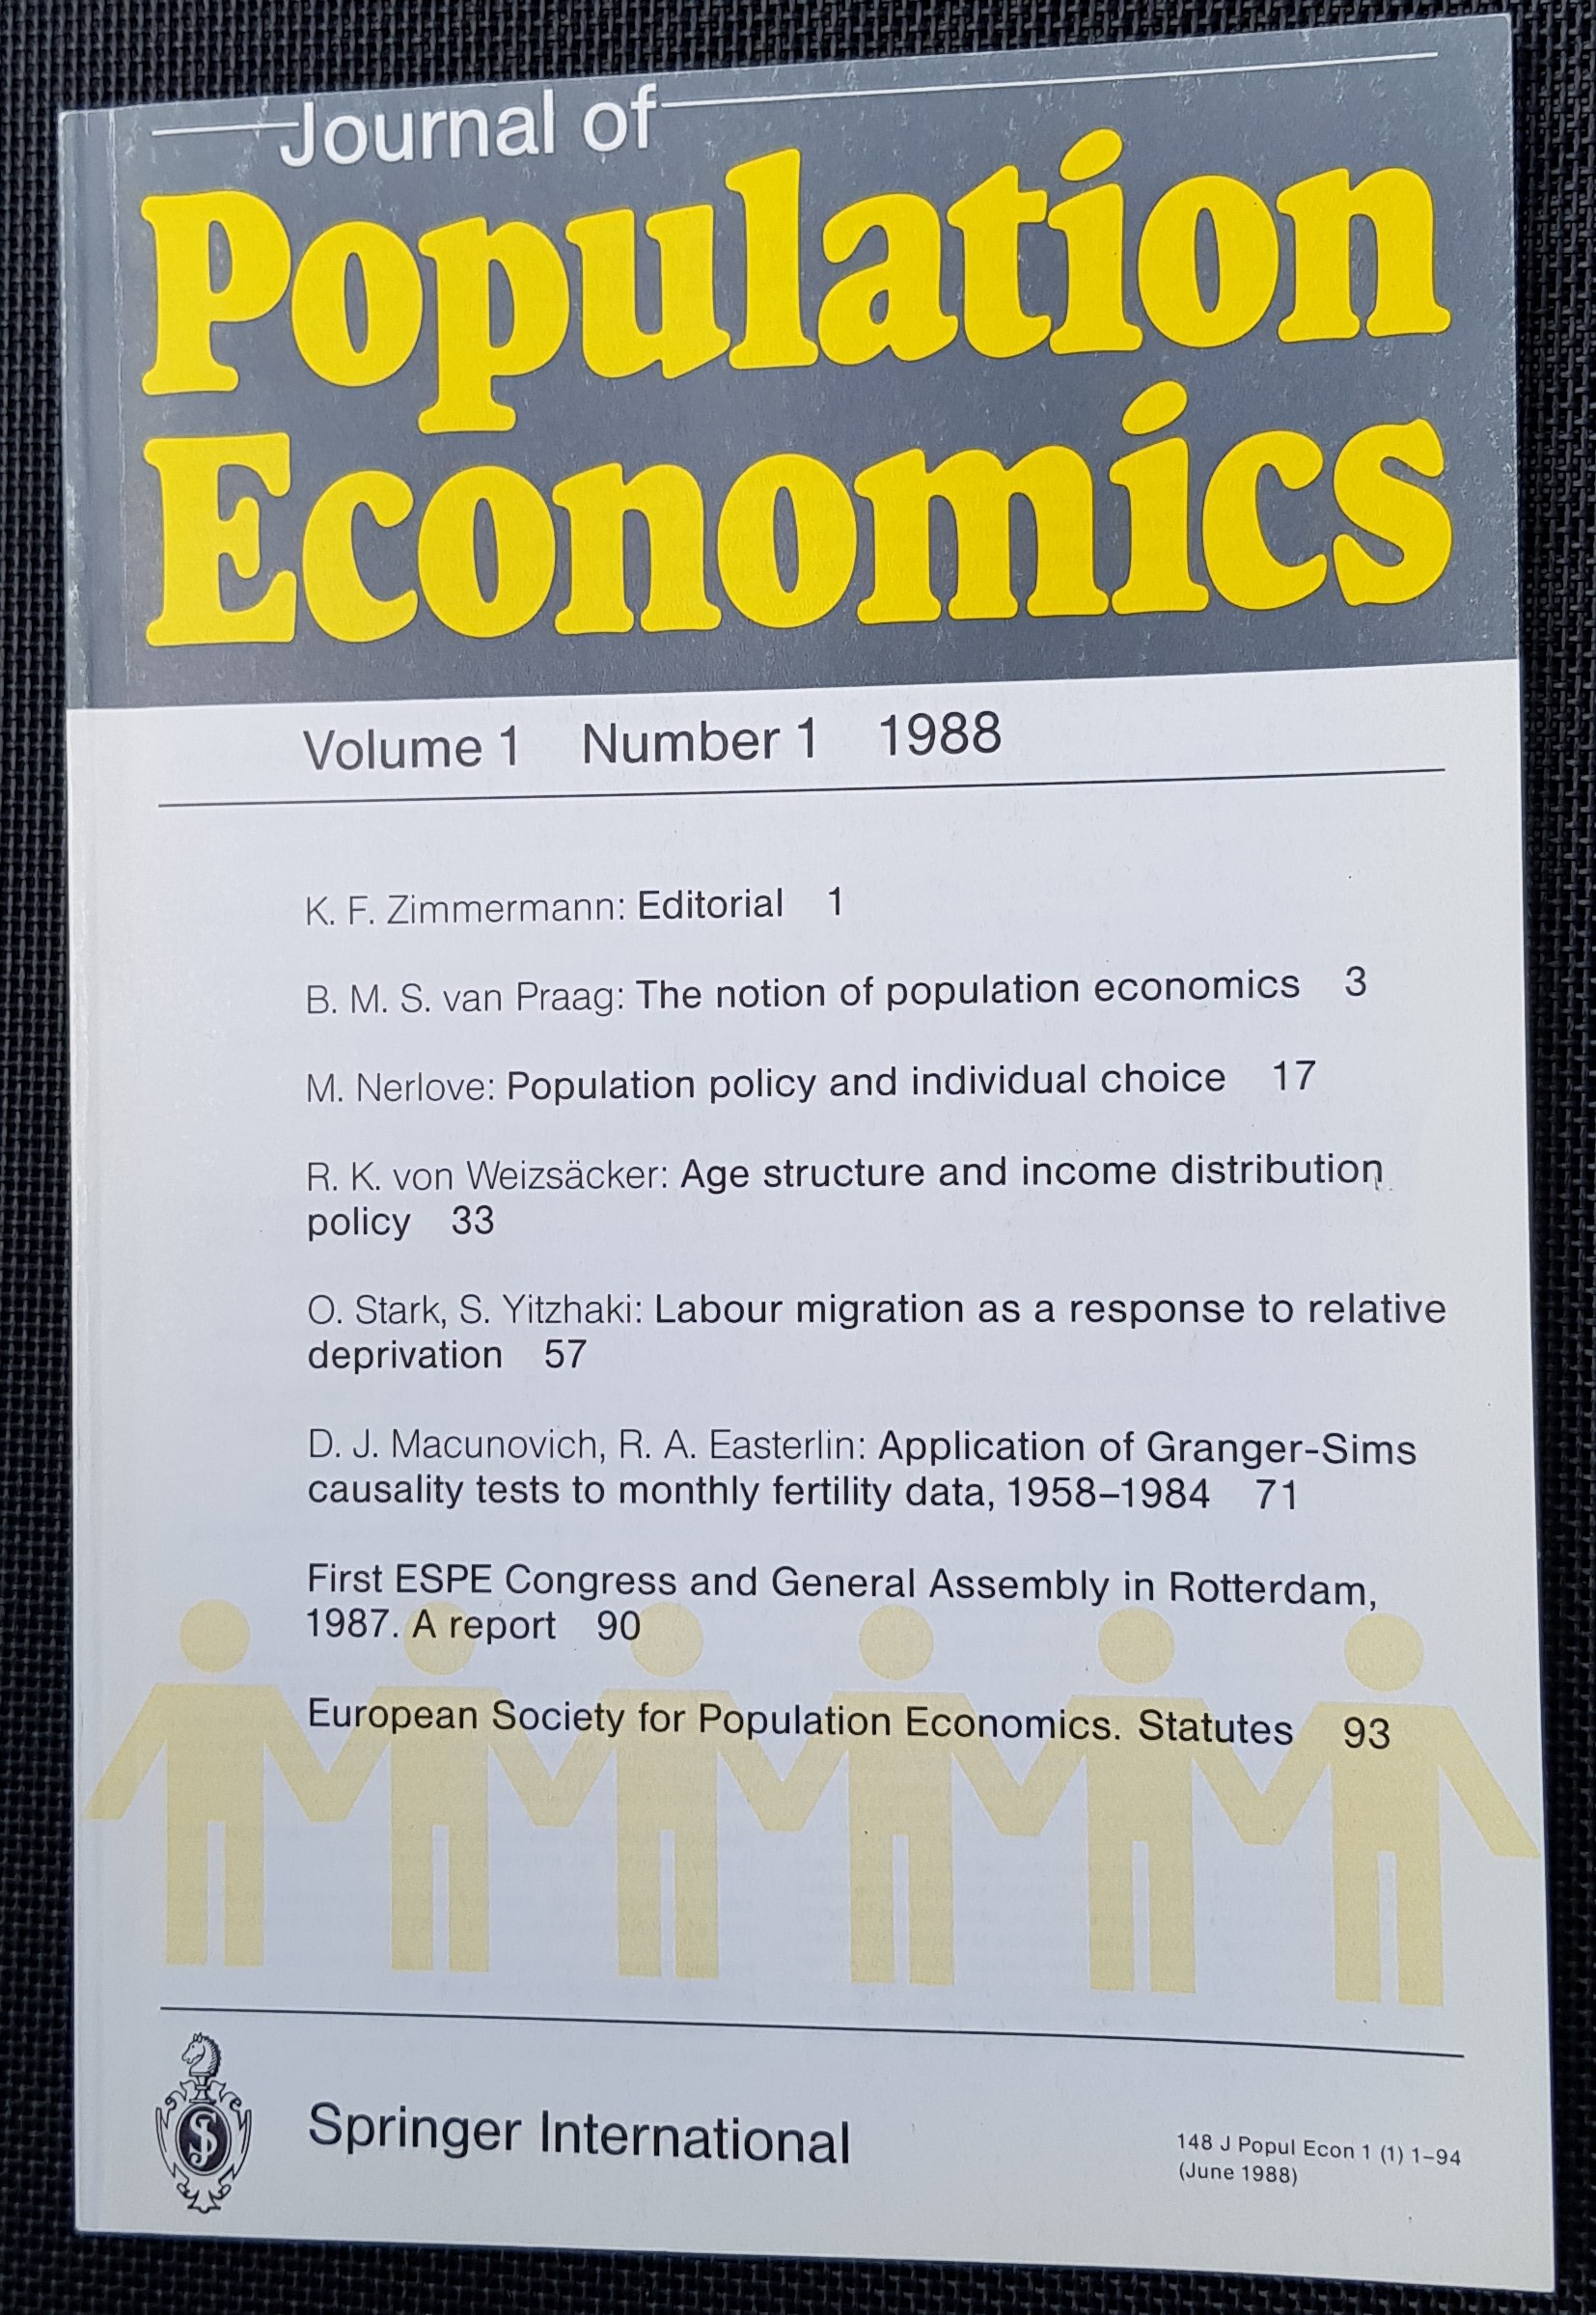 Journal of
Population
Economics
Volume 1 Number 1 1988
K. F. Zimmermann: Editorial 1
B. M. S. van Praag: The notion of population economics 3
M. Nerlove: Population policy and individual choice 17
R. K. von Weizsäcker: Age structure and income distribution
policy 33
O. Stark, S. Yitzhaki: Labour migration as a response to relative
deprivation 57
D. J. Macunovich, R. A. Easterlin: Application of Granger-Sims
causality tests to monthly fertility data, 1958–1984 71
First ESPE Congress and General Assembly in Rotterdam,
1987. A report 90
European Society for Population Economics. Statutes 93
Springer International
148 J Popul Econ 1 (1) 1–94
(June 1988)